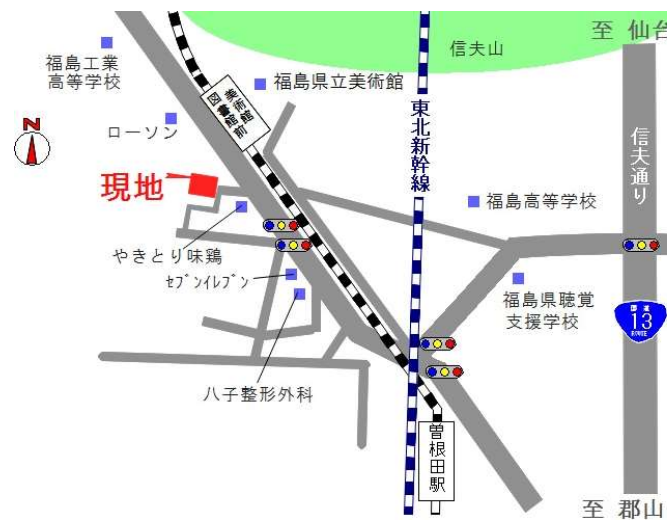 至 仙台
信夫山
福島工業
高等学校
福島県立美術館
美術館
図書館前
東北新幹線
信夫通り
ローソン
N
現地
福島高等学校
やきとり味鶏
ｾﾌﾞﾝｲﾚﾌﾞﾝ
福島県聴覚
支援学校
国道
13
ROUTE
八子整形外科
曽根田駅
至 郡山